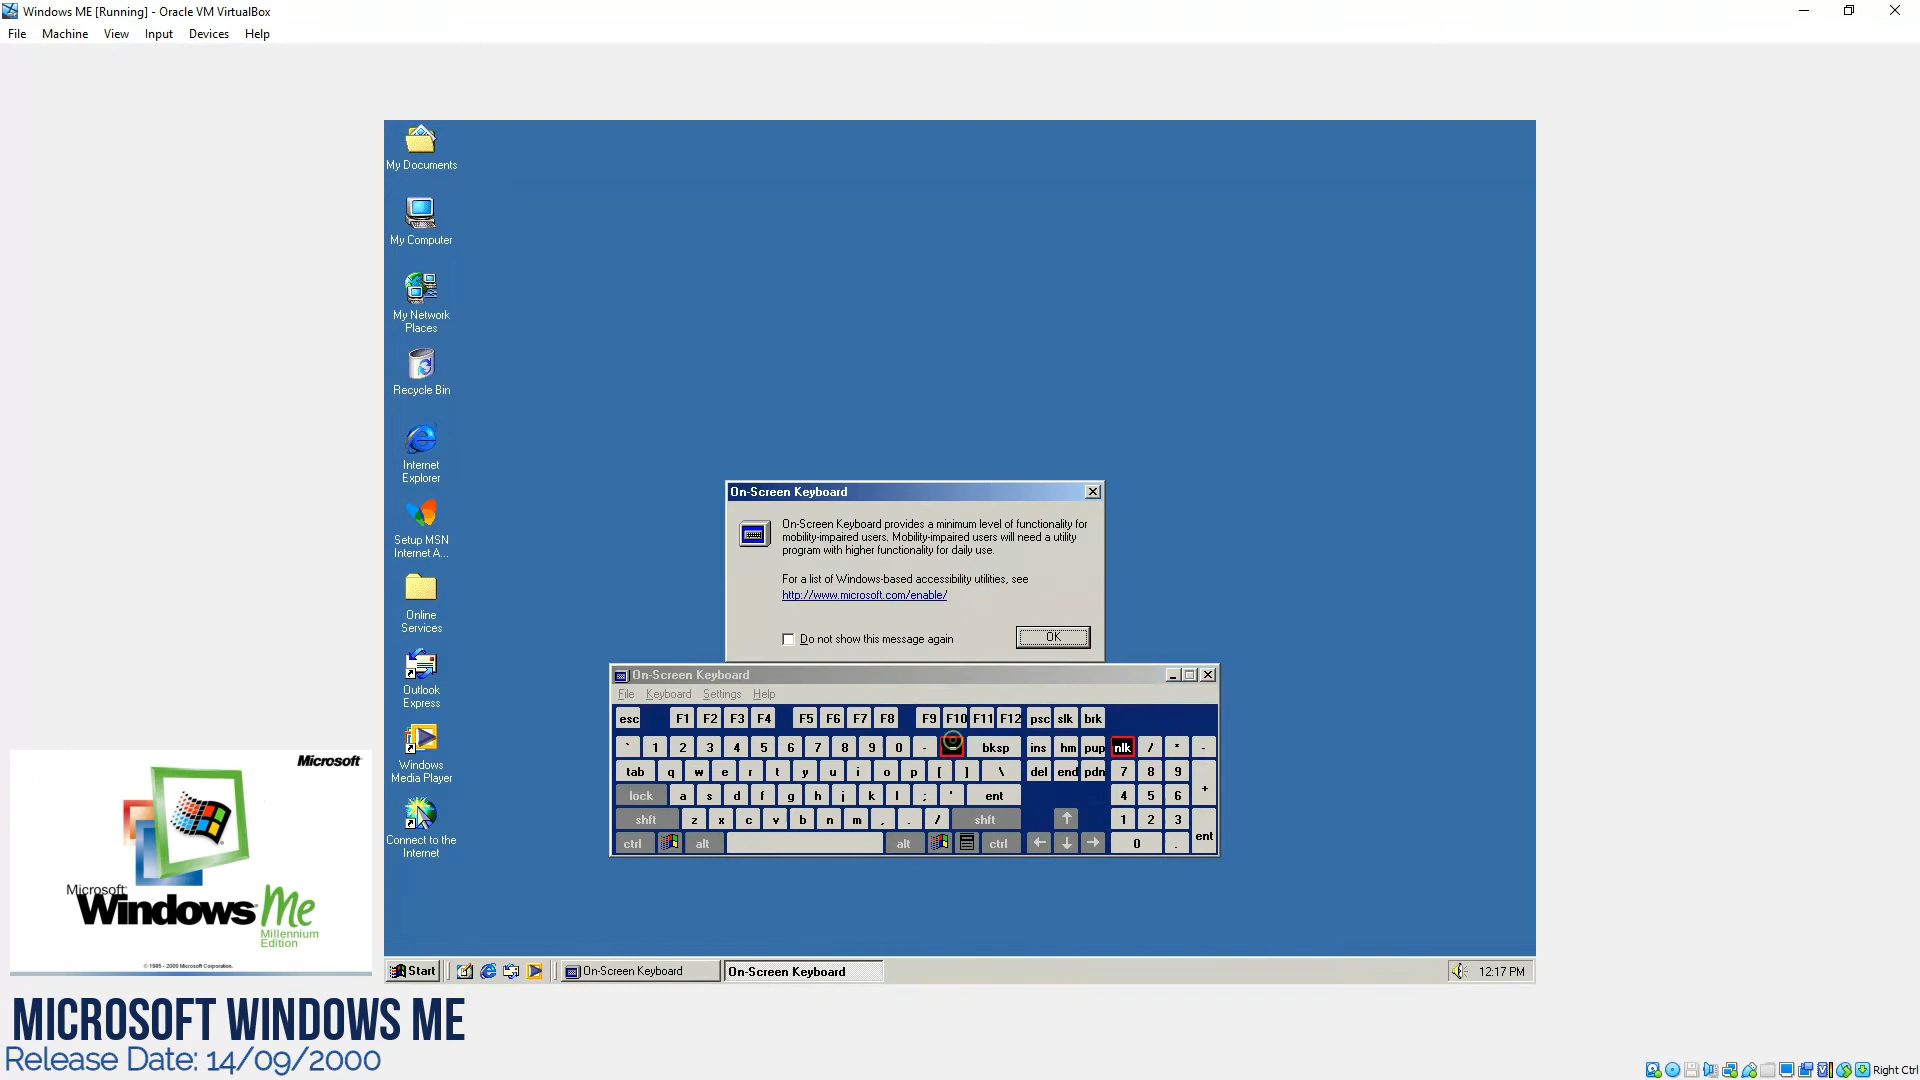 Windows ME [Running] - Oracle VM VirtualBox
File Machine View Input Devices Help
My Documents
My Computer
My Network
Places
Recycle Bin
Internet
Explorer
Setup MSN
Internet A...
Online
Services
Outlook
Express
Windows
Media Player
Connect to the
Internet
On-Screen Keyboard
On-Screen Keyboard provides a minimum level of functionality for
mobility-impaired users. Mobility-impaired users will need a utility
program with higher functionality for daily use.
For a list of Windows-based accessibility utilities, see
http://www.microsoft.com/enable/
Do not show this message again
OK
On-Screen Keyboard
File Keyboard Settings Help
esc F1 F2 F3 F4 F5 F6 F7 F8 F9 F10 F11 F12 psc slk brk
` 1 2 3 4 5 6 7 8 9 0 - bksp ins hm pup nlk / * -
tab q w e r t y u i o p [ ] \ del end pdn 7 8 9 +
lock a s d f g h j k l ; ' ent 4 5 6
shft z x c v b n m , . / shft ↑ 1 2 3 ent
ctrl alt alt ctrl ← ↓ → 0 .
Start On-Screen Keyboard On-Screen Keyboard 12:17 PM
Microsoft
Microsoft
Windows Me
Millennium
Edition
© 1985 - 2000 Microsoft Corporation.
MICROSOFT WINDOWS ME
Release Date: 14/09/2000
Right Ctrl